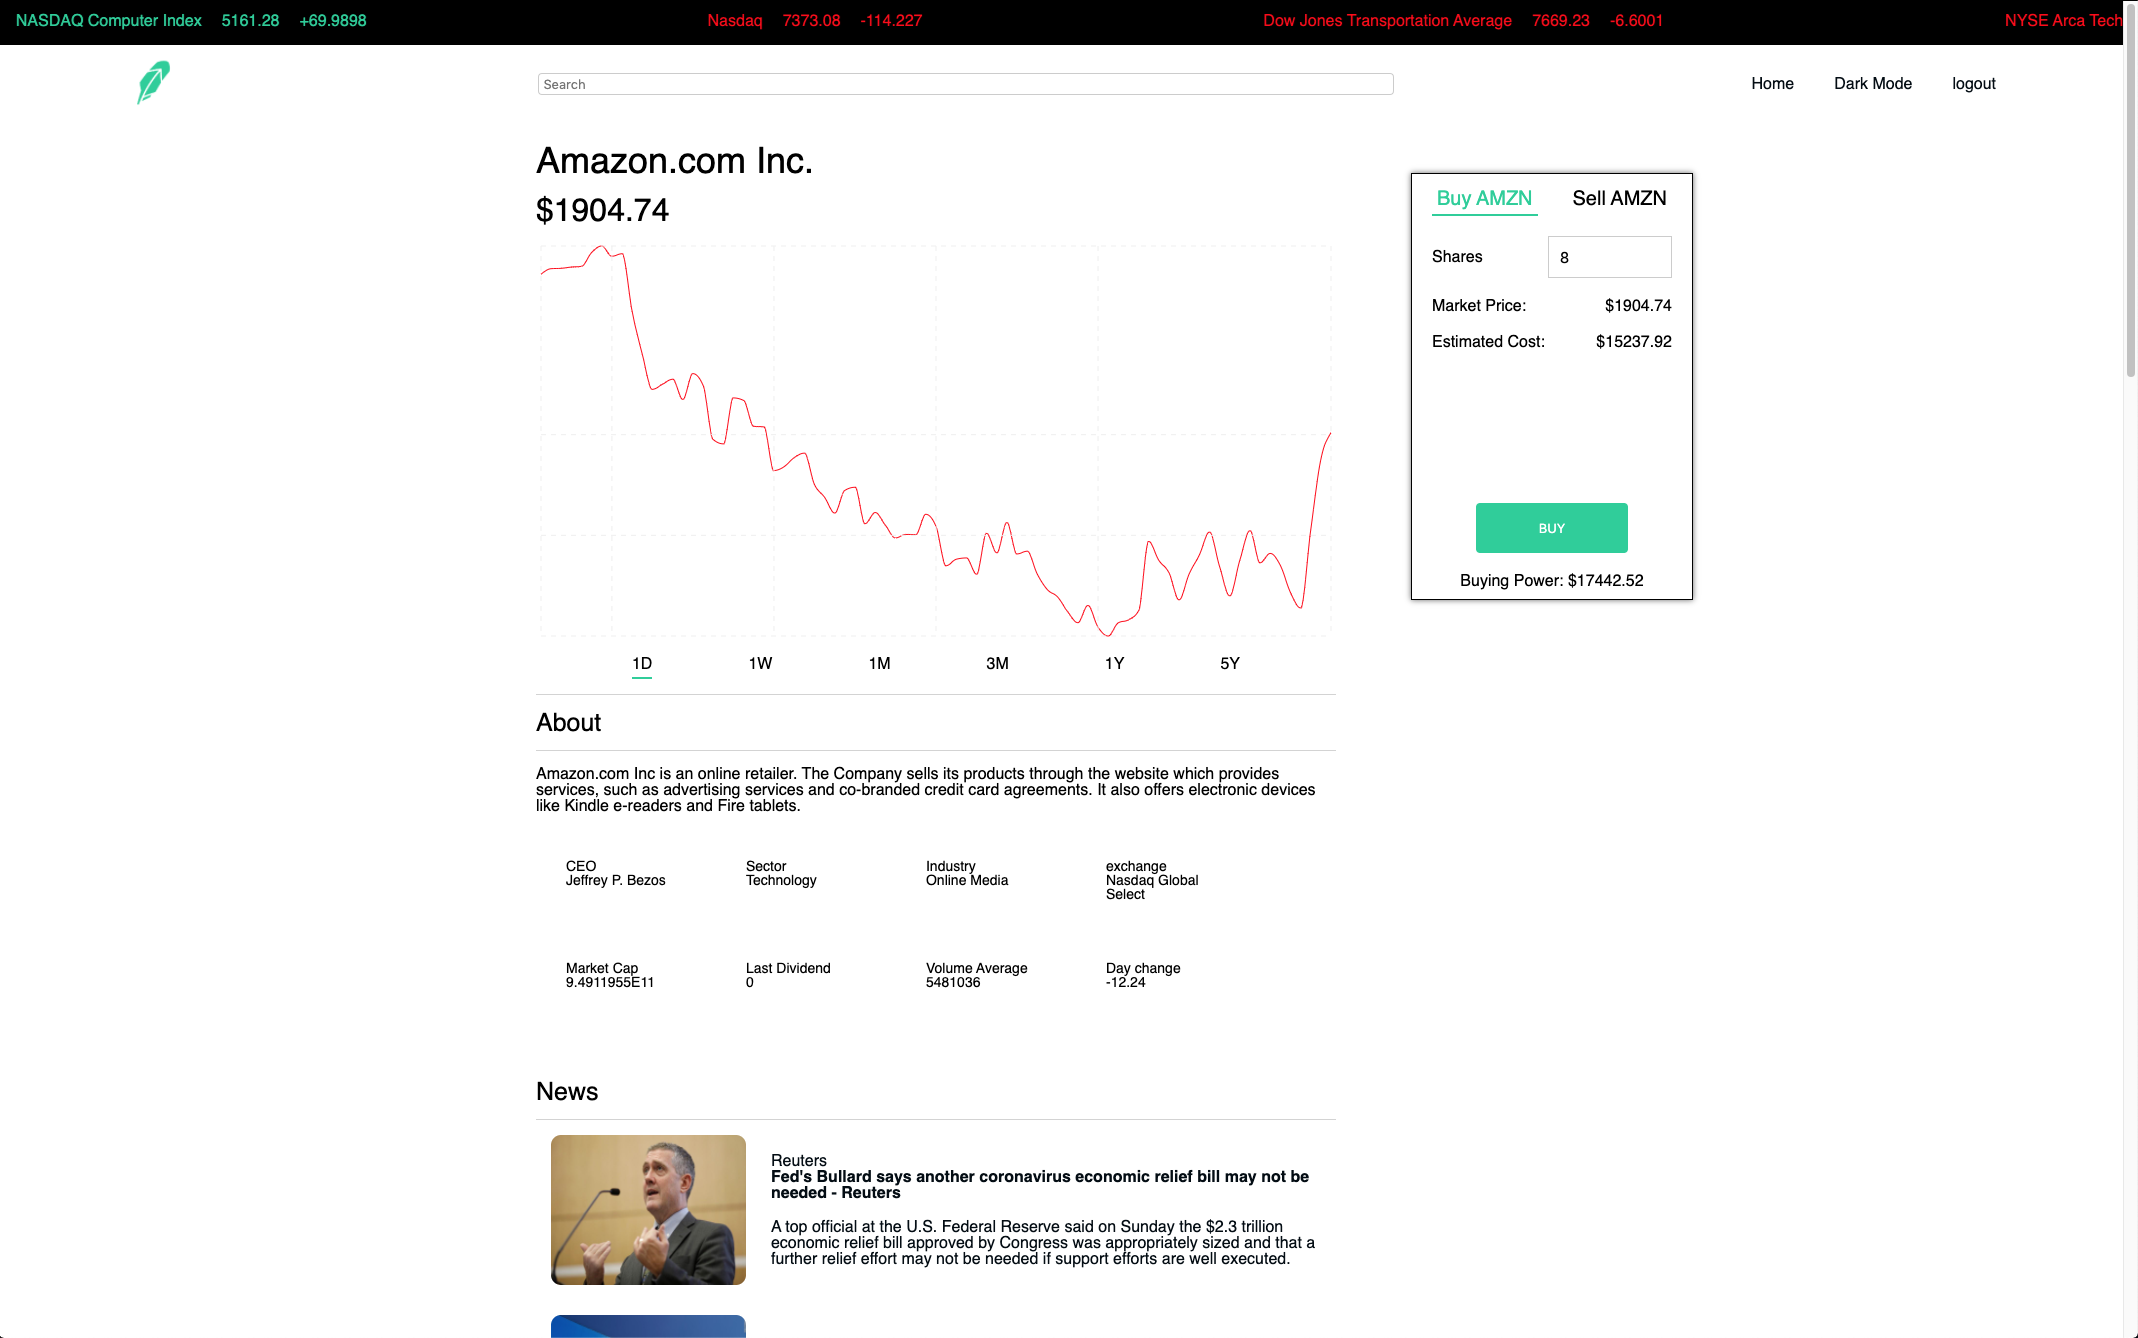 NASDAQ Computer Index 5161.28 +69.9898 Nasdaq 7373.08 -114.227 Dow Jones Transportation Average 7669.23 -6.6001 NYSE Arca Tech
Search Home Dark Mode logout
Amazon.com Inc.
$1904.74
1D 1W 1M 3M 1Y 5Y
Buy AMZN Sell AMZN
Shares 8
Market Price: $1904.74
Estimated Cost: $15237.92
BUY
Buying Power: $17442.52
About
Amazon.com Inc is an online retailer. The Company sells its products through the website which provides
services, such as advertising services and co-branded credit card agreements. It also offers electronic devices
like Kindle e-readers and Fire tablets.
CEO
Jeffrey P. Bezos
Sector
Technology
Industry
Online Media
exchange
Nasdaq Global
Select
Market Cap
9.4911955E11
Last Dividend
0
Volume Average
5481036
Day change
-12.24
News
Reuters
Fed's Bullard says another coronavirus economic relief bill may not be
needed - Reuters
A top official at the U.S. Federal Reserve said on Sunday the $2.3 trillion
economic relief bill approved by Congress was appropriately sized and that a
further relief effort may not be needed if support efforts are well executed.